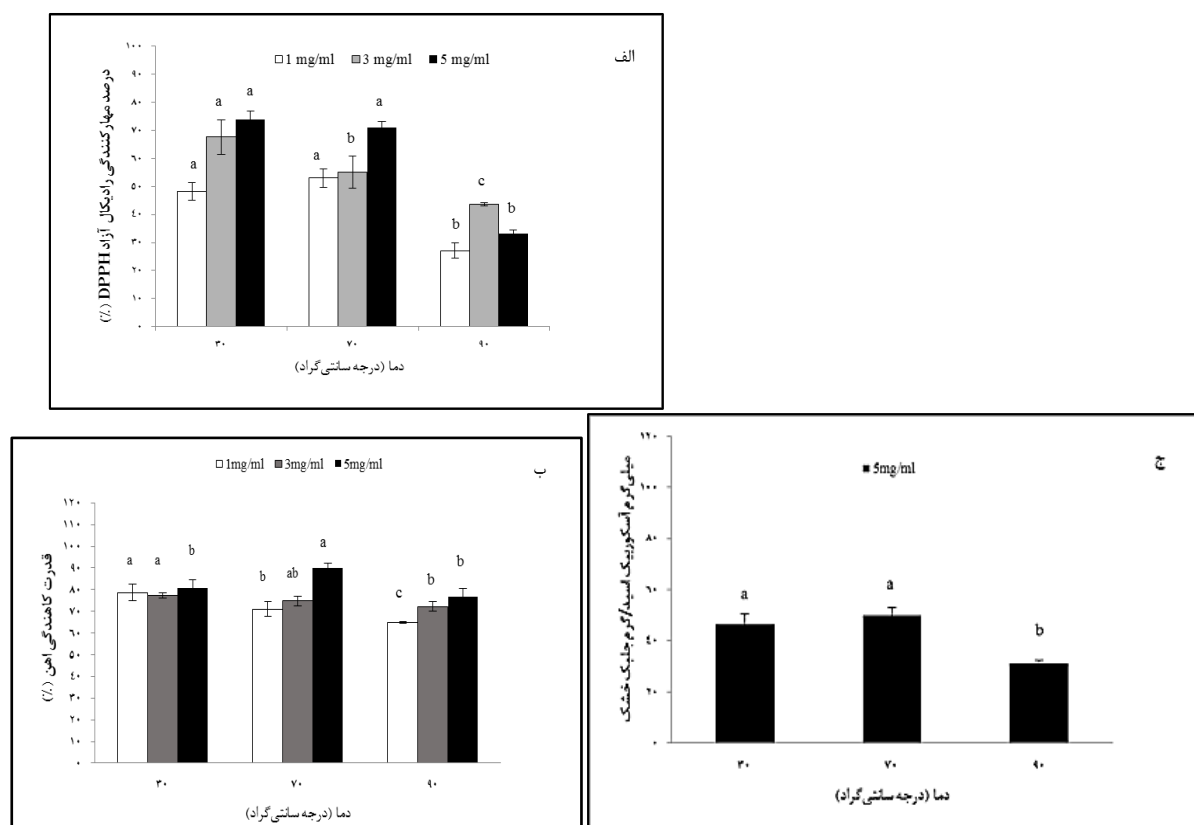 الف
1 mg/ml 3 mg/ml 5 mg/ml
درصد مهارکنندگی رادیکال آزاد DPPH (٪)
۱۰۰
۹۰
۸۰
۷۰
۶۰
۵۰
۴۰
۳۰
۲۰
۱۰
۰
a a a
a b a
b c b
۳۰ ۷۰ ۹۰
دما (درجه سانتی‌گراد)
ب
1mg/ml 3mg/ml 5mg/ml
قدرت کاهندگی اهن (٪)
۱۲۰
۱۱۰
۱۰۰
۹۰
۸۰
۷۰
۶۰
۵۰
۴۰
۳۰
۲۰
۱۰
۰
a a b
b ab a
c b b
۳۰ ۷۰ ۹۰
دما (درجه سانتی‌گراد)
ج
5mg/ml
میلی‌گرم آسکوربیک اسید/گرم جلبک خشک
۱۲۰
۱۰۰
۸۰
۶۰
۴۰
۲۰
۰
a a b
۳۰ ۷۰ ۹۰
دما (درجه سانتی‌گراد)